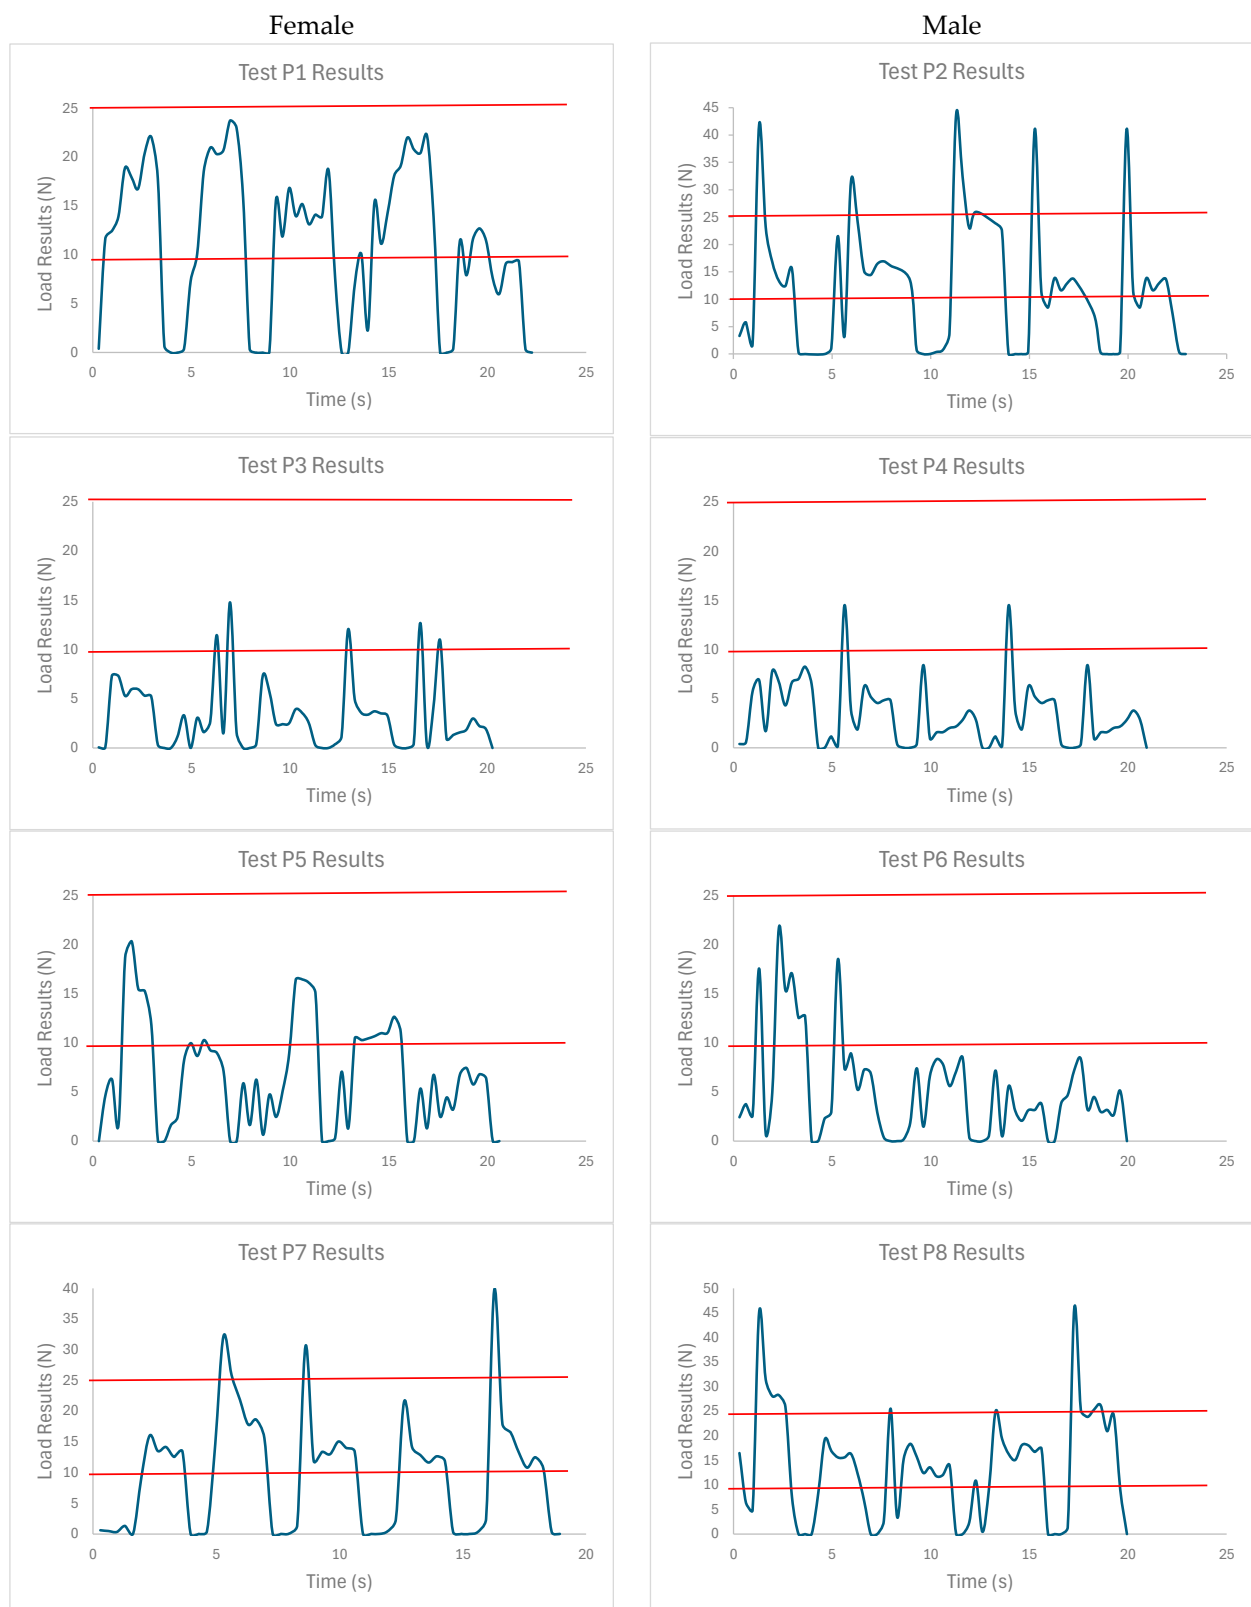 Female
Male
Test P1 Results
Load Results (N)
25
20
15
10
5
0
0 5 10 15 20 25
Time (s)
Test P2 Results
Load Results (N)
45
40
35
30
25
20
15
10
5
0
0 5 10 15 20 25
Time (s)
Test P3 Results
Load Results (N)
25
20
15
10
5
0
0 5 10 15 20 25
Time (s)
Test P4 Results
Load Results (N)
25
20
15
10
5
0
0 5 10 15 20 25
Time (s)
Test P5 Results
Load Results (N)
25
20
15
10
5
0
0 5 10 15 20 25
Time (s)
Test P6 Results
Load Results (N)
25
20
15
10
5
0
0 5 10 15 20 25
Time (s)
Test P7 Results
Load Results (N)
40
35
30
25
20
15
10
5
0
0 5 10 15 20
Time (s)
Test P8 Results
Load Results (N)
50
45
40
35
30
25
20
15
10
5
0
0 5 10 15 20 25
Time (s)